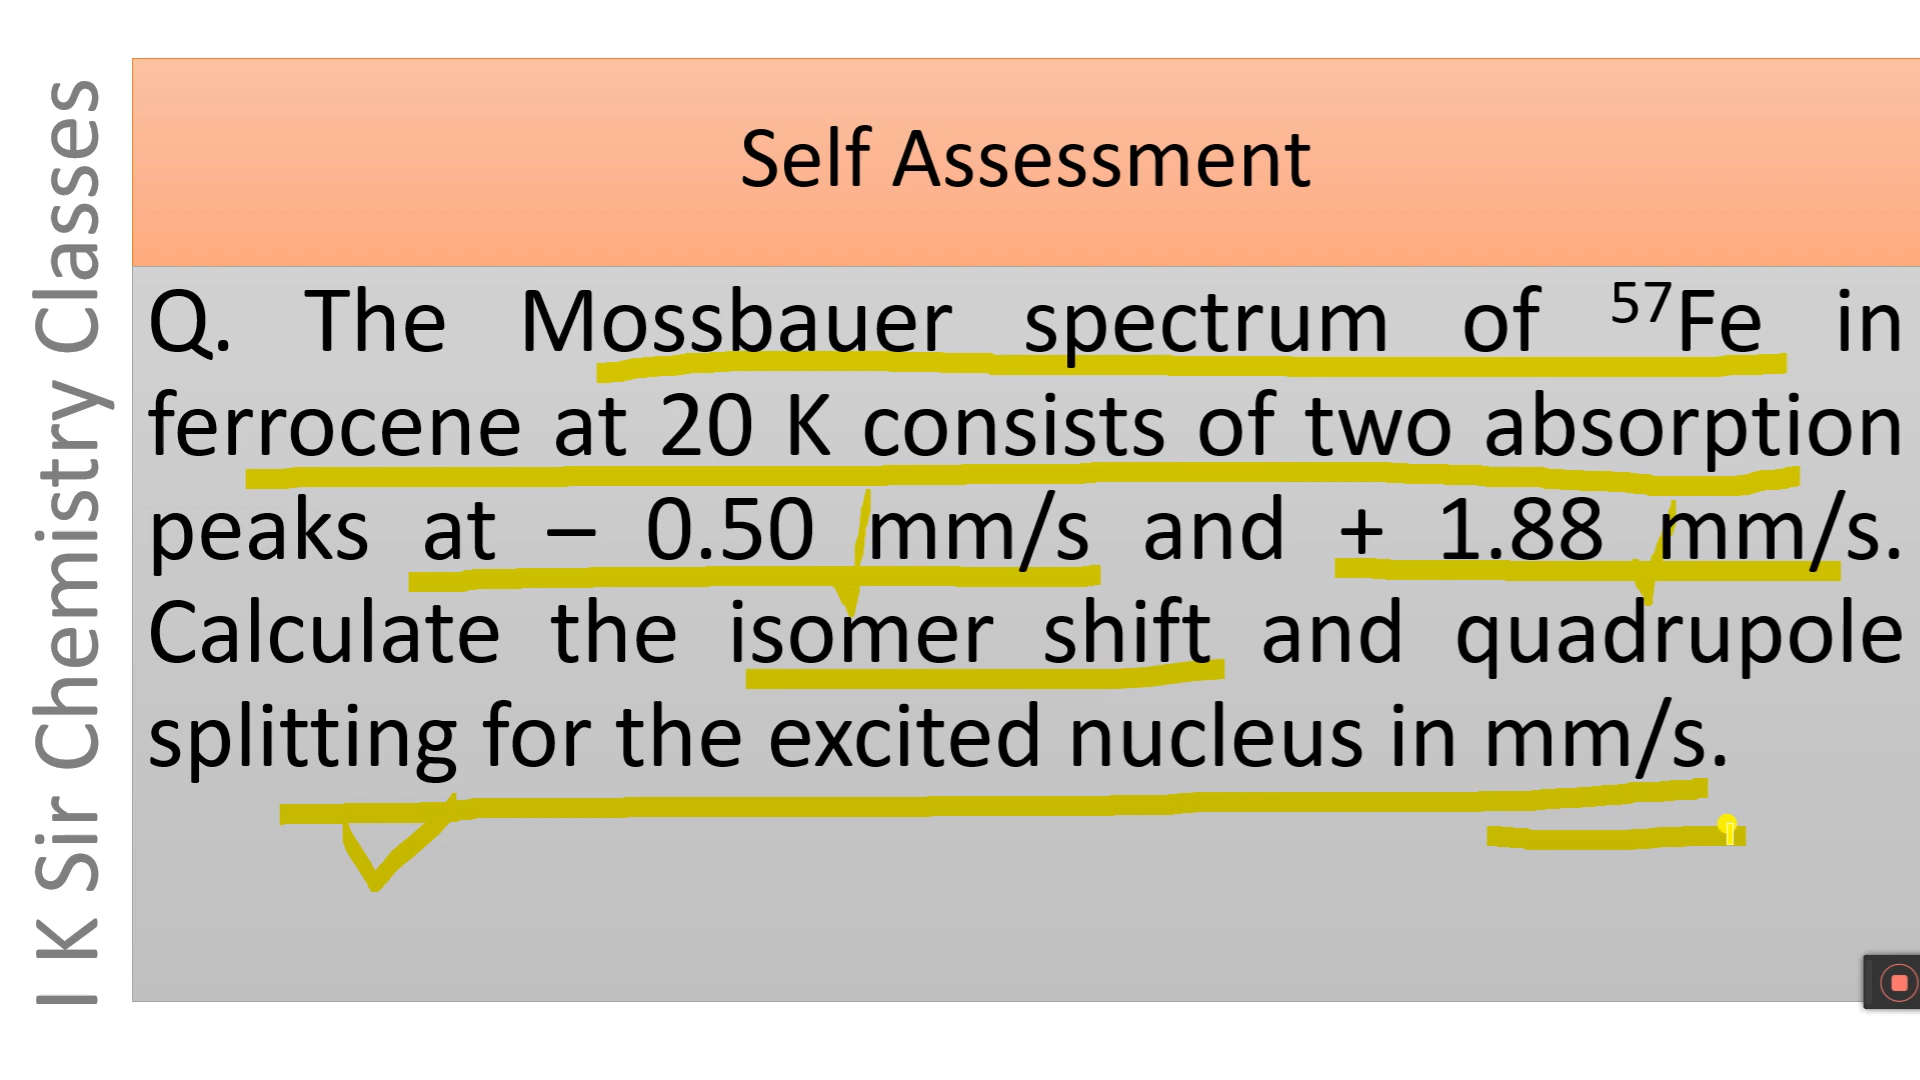 I K Sir Chemistry Classes
Self Assessment
Q. The Mossbauer spectrum of ⁵⁷Fe in
ferrocene at 20 K consists of two absorption
peaks at – 0.50 mm/s and + 1.88 mm/s.
Calculate the isomer shift and quadrupole
splitting for the excited nucleus in mm/s.